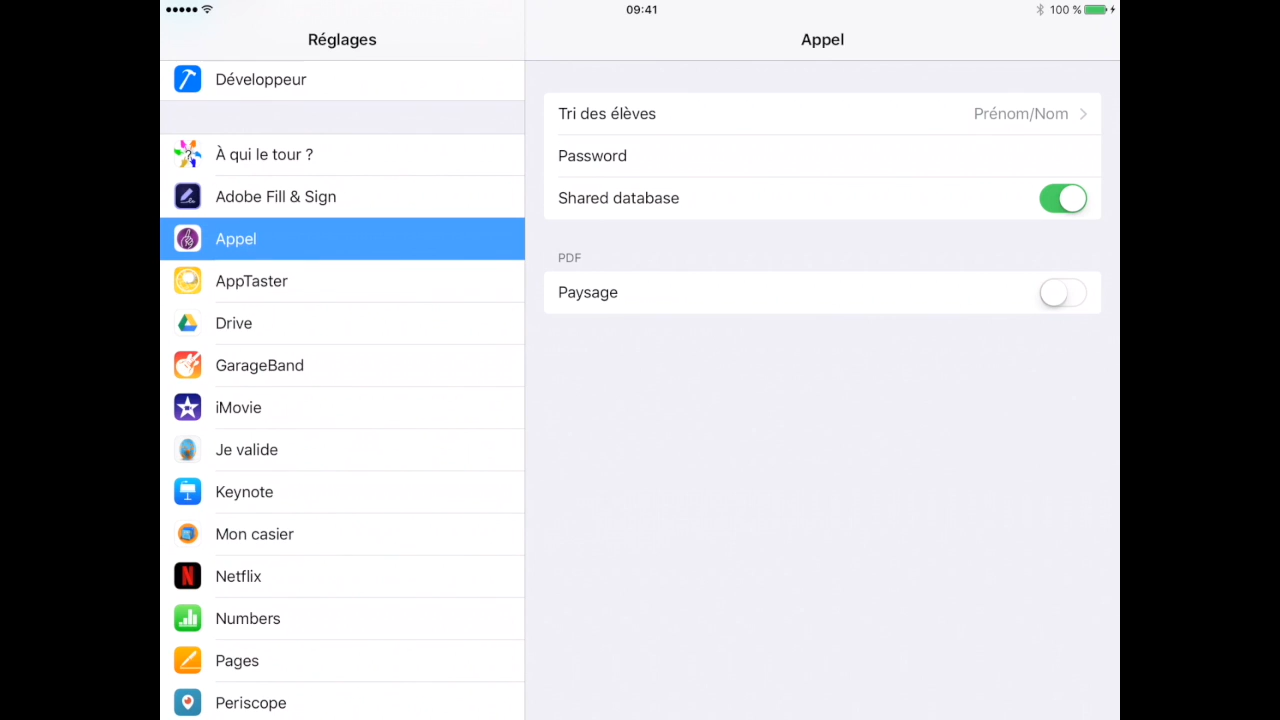 09:41
100 %
Réglages
Appel
Développeur
À qui le tour ?
Adobe Fill & Sign
Appel
AppTaster
Drive
GarageBand
iMovie
Je valide
Keynote
Mon casier
Netflix
Numbers
Pages
Periscope
Tri des élèves Prénom/Nom
Password
Shared database
PDF
Paysage